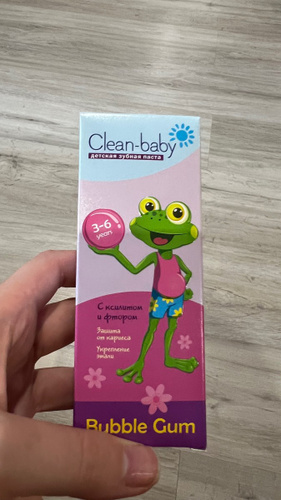 Clean-baby
детская зубная паста
3-6
years
С ксилитом
и фтором
Защита
от кариеса
Укрепление
эмали
Bubble Gum